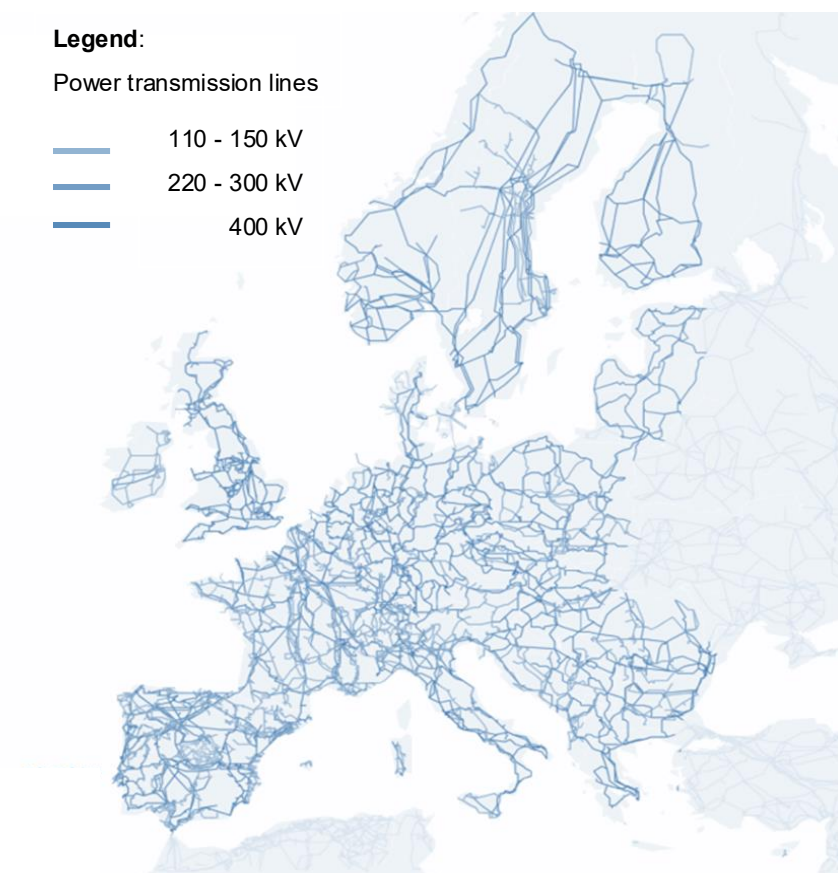 Legend:
Power transmission lines
110 - 150 kV
220 - 300 kV
400 kV